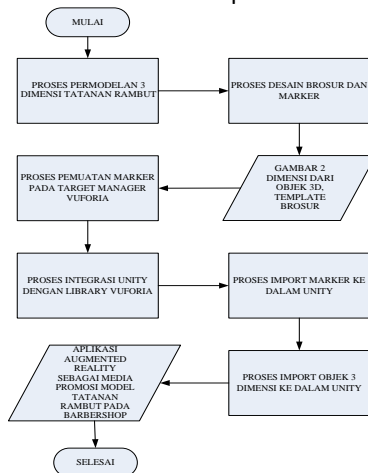 MULAI
PROSES PERMODELAN 3
DIMENSI TATANAN RAMBUT
PROSES DESAIN BROSUR DAN
MARKER
GAMBAR 2
DIMENSI DARI
OBJEK 3D,
TEMPLATE
BROSUR
PROSES PEMUATAN MARKER
PADA TARGET MANAGER
VUFORIA
PROSES INTEGRASI UNITY
DENGAN LIBRARY VUFORIA
PROSES IMPORT MARKER KE
DALAM UNITY
PROSES IMPORT OBJEK 3
DIMENSI KE DALAM UNITY
APLIKASI
AUGMENTED
REALITY
SEBAGAI MEDIA
PROMOSI MODEL
TATANAN
RAMBUT PADA
BARBERSHOP
SELESAI